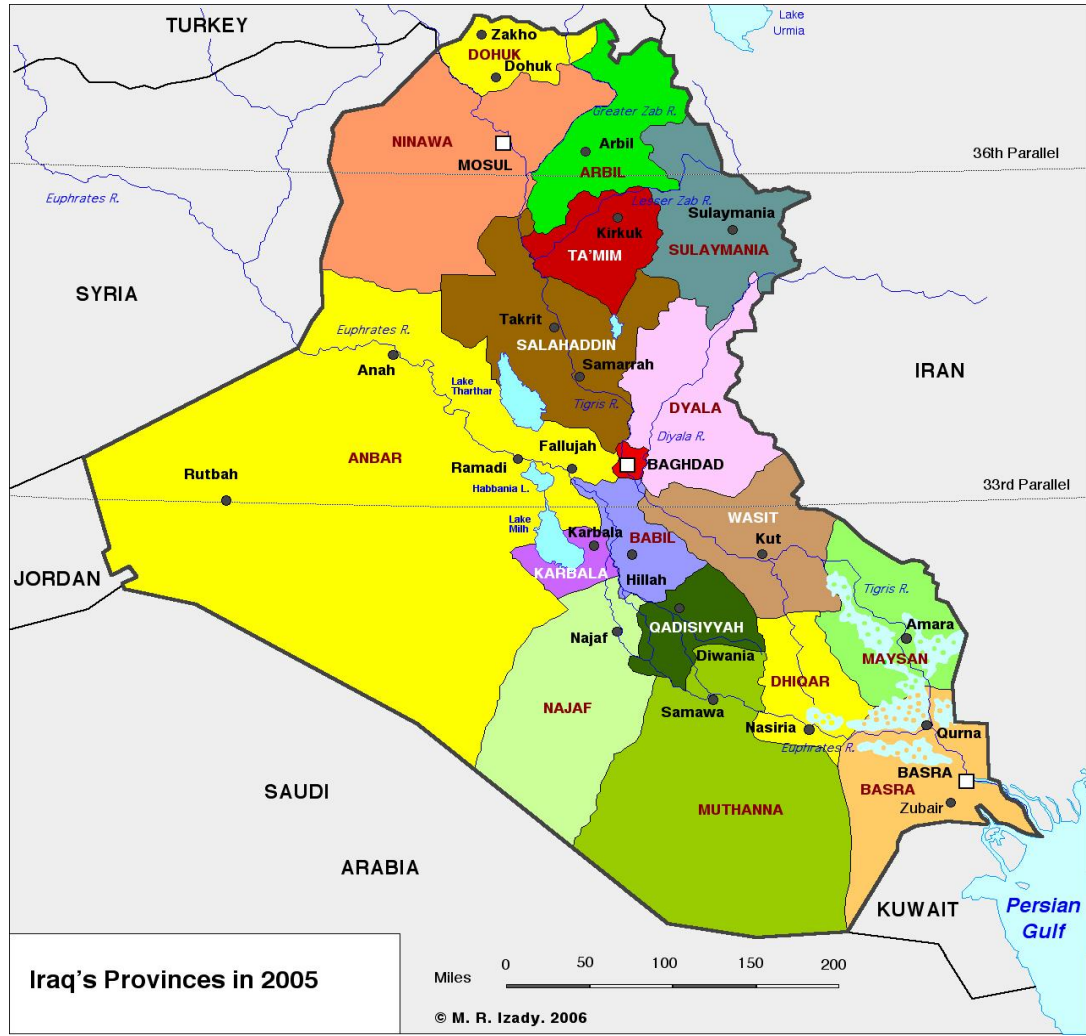 TURKEY
Lake
Urmia
Zakho
DOHUK
Dohuk
Greater Zab R.
NINAWA
Arbil
MOSUL
ARBIL
36th Parallel
Euphrates R.
Lesser Zab R.
Sulaymania
Kirkuk
TA'MIM
SULAYMANIA
SYRIA
Euphrates R.
Takrit
SALAHADDIN
Anah
Samarrah
IRAN
Lake
Tharthar
Tigris R.
DYALA
Diyala R.
Fallujah
ANBAR
Ramadi
BAGHDAD
Rutbah
Habbania L.
33rd Parallel
Lake
Milh
WASIT
Karbala
BABIL
Kut
KARBALA
Hillah
JORDAN
Tigris R.
QADISIYYAH
Amara
Najaf
Diwania
MAYSAN
DHIQAR
NAJAF
Samawa
Nasiria
Qurna
Euphrates R.
BASRA
BASRA
SAUDI
MUTHANNA
Zubair
ARABIA
KUWAIT
Persian
Gulf
Iraq's Provinces in 2005
0 50 100 150 200
Miles
© M. R. Izady. 2006